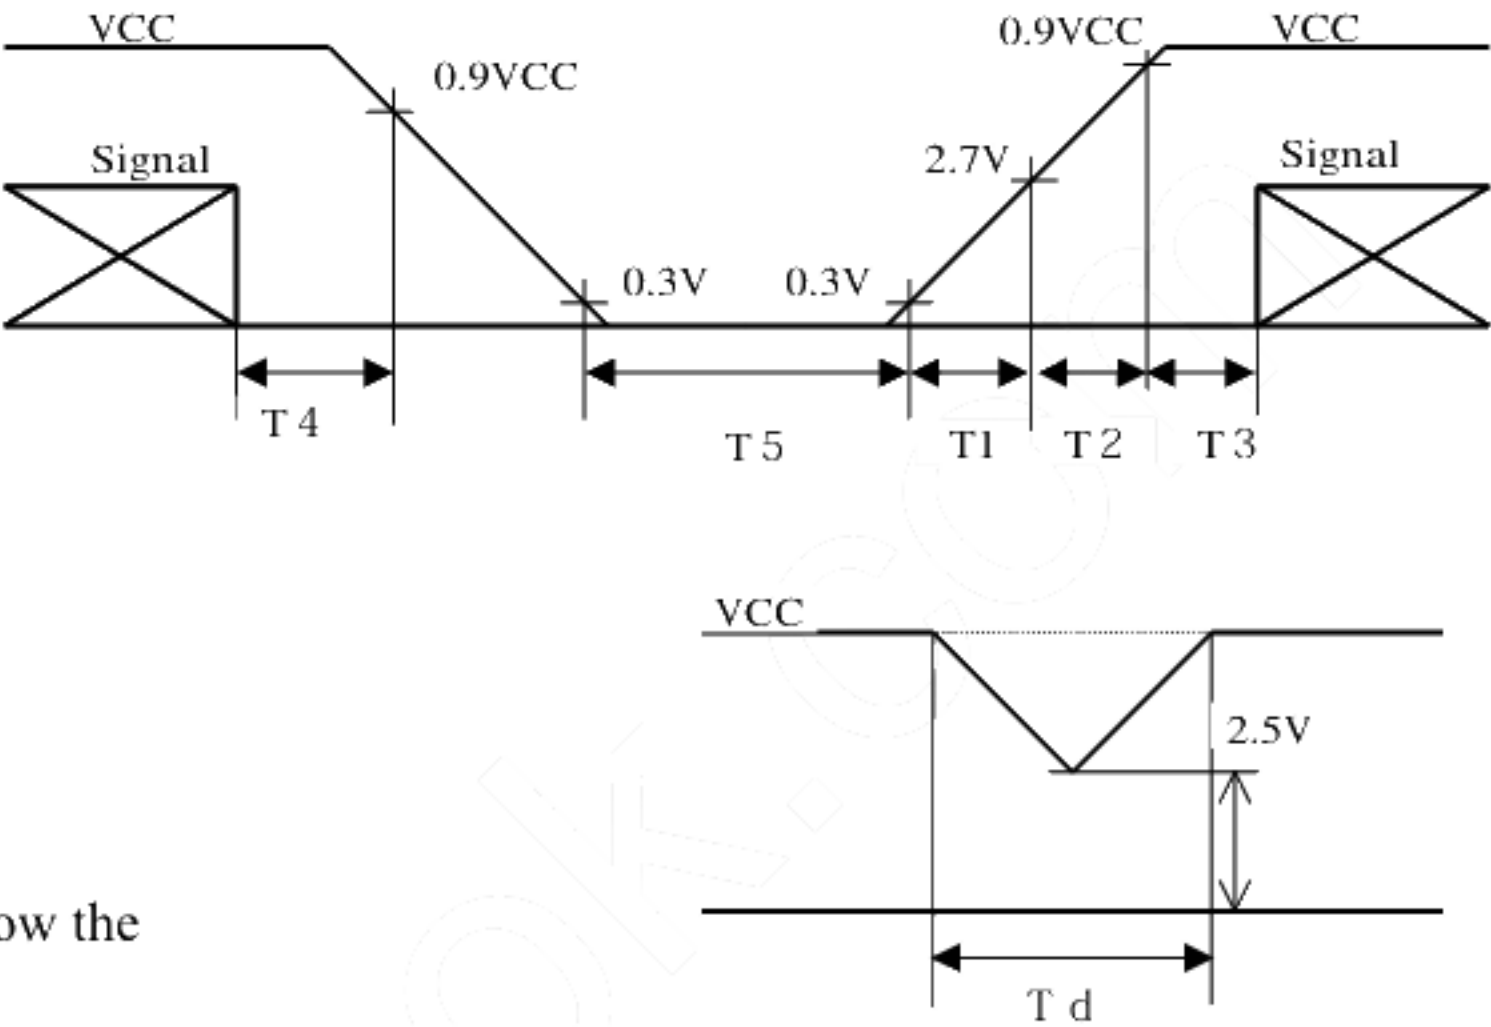 VCC
0.9VCC
0.9VCC
VCC
Signal
2.7V
Signal
0.3V
0.3V
T4
T5
T1
T2
T3
VCC
2.5V
ow the
Td